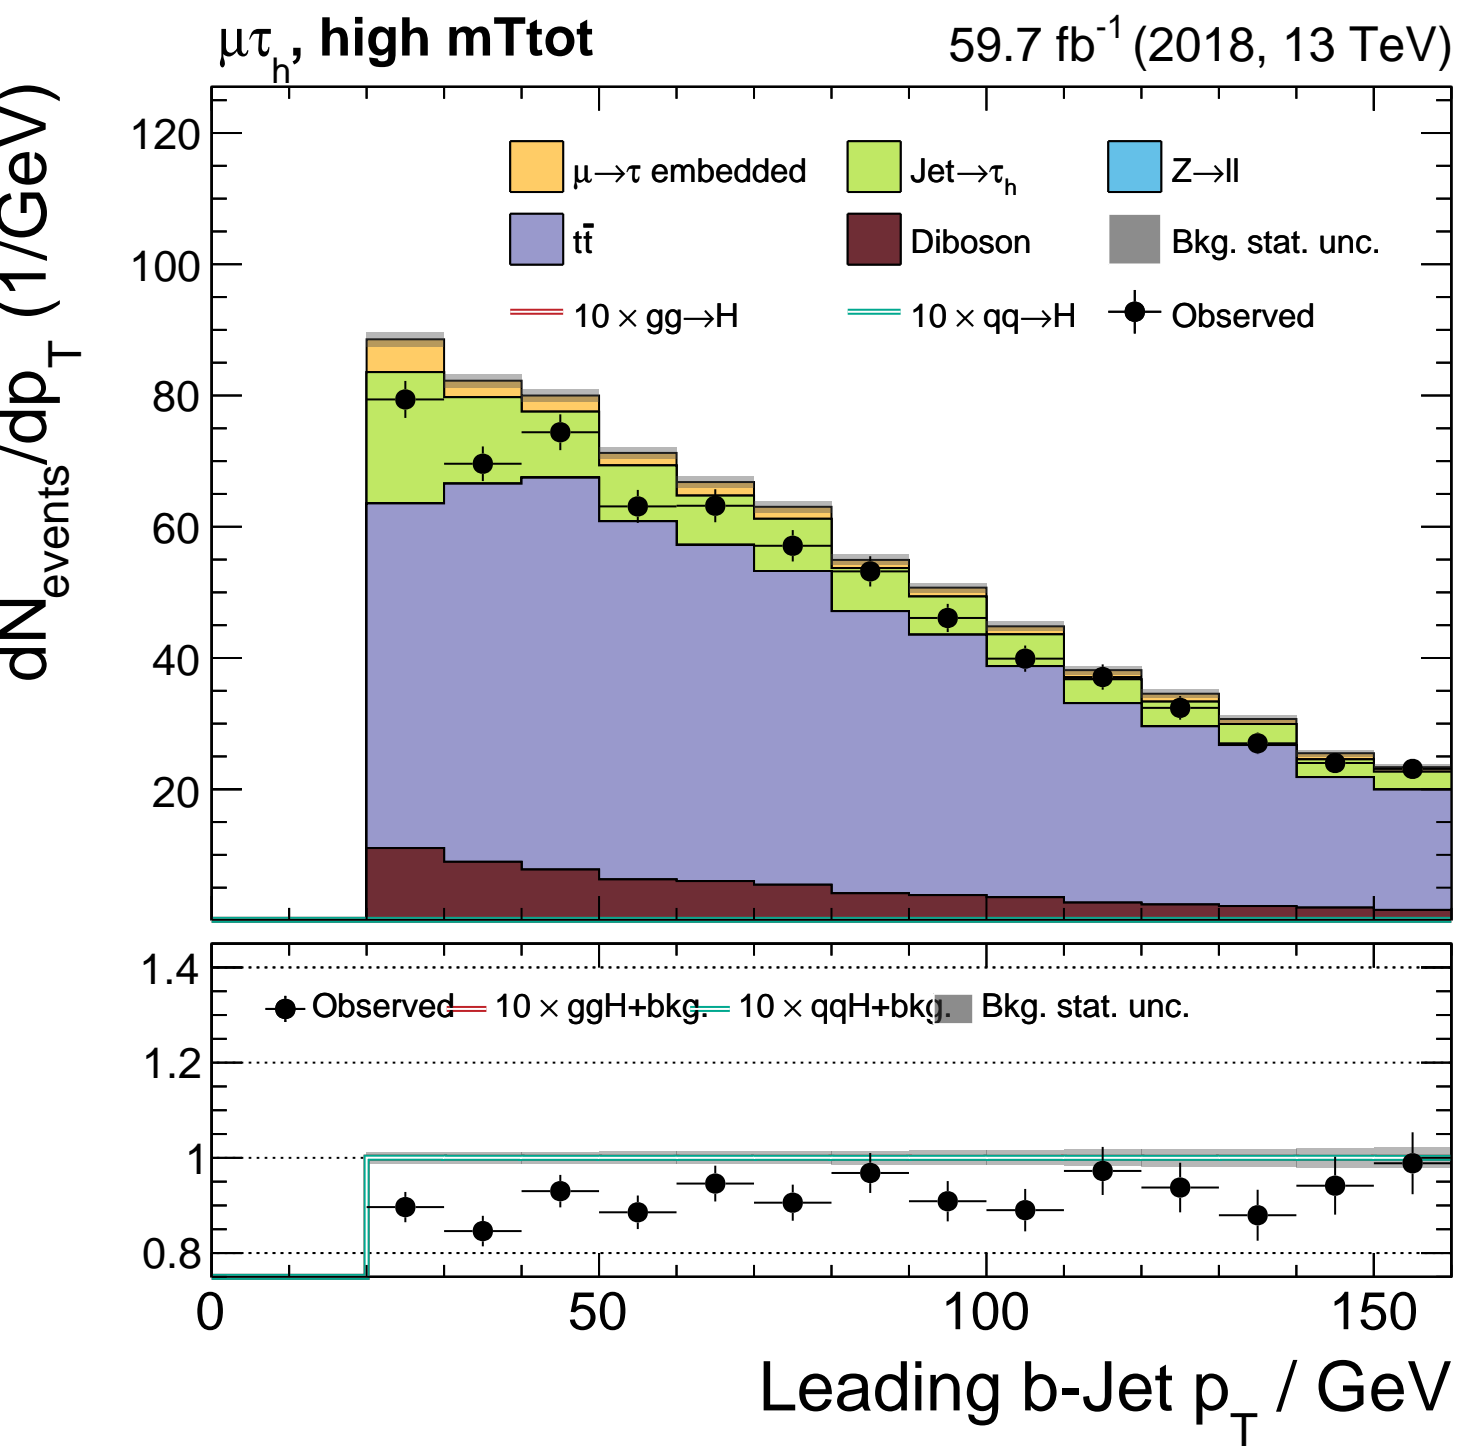 μτh, high mTtot 59.7 fb-1 (2018, 13 TeV)
dNevents/dpT (1/GeV)
120
100
80
60
40
20
μ→τ embedded Jet→τh Z→ll
tt̄ Diboson Bkg. stat. unc.
10 × gg→H 10 × qq→H Observed
1.4
1.2
1
0.8
Observed 10 × ggH+bkg. 10 × qqH+bkg. Bkg. stat. unc.
0 50 100 150
Leading b-Jet pT / GeV